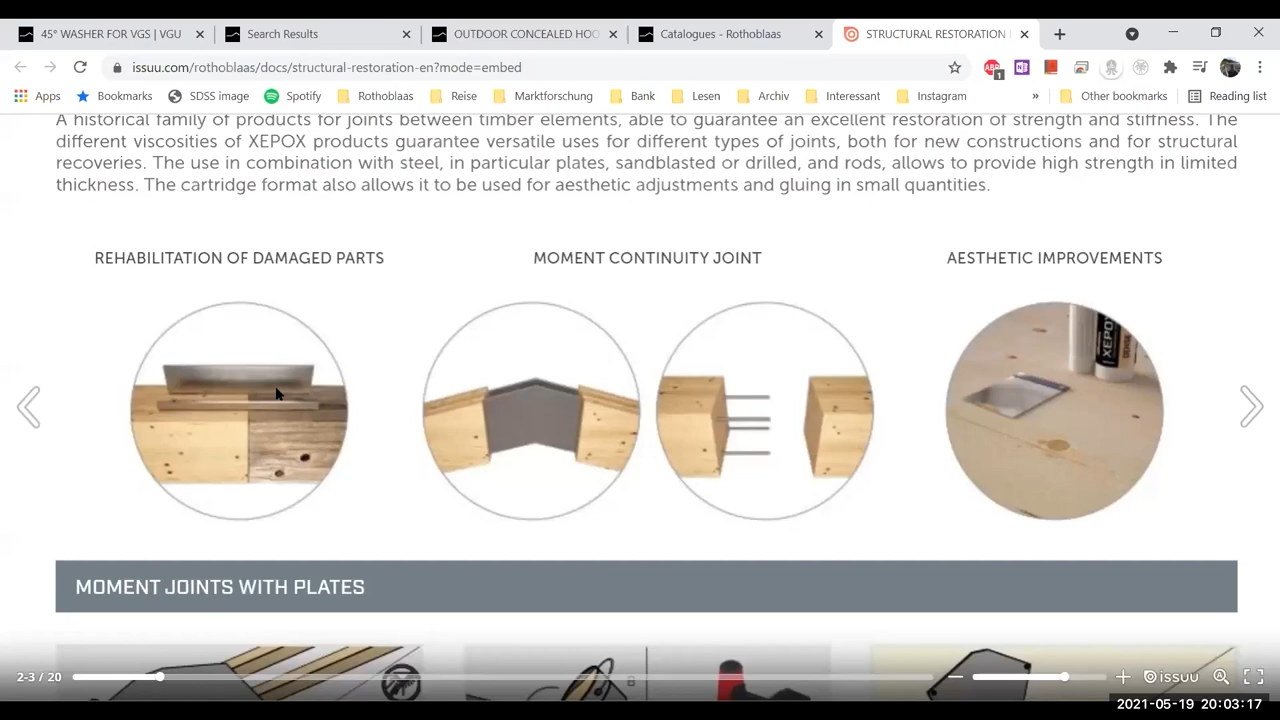 45° WASHER FOR VGS | VGU
Search Results
OUTDOOR CONCEALED HOO
Catalogues - Rothoblaas
STRUCTURAL RESTORATION
issuu.com/rothoblaas/docs/structural-restoration-en?mode=embed
ABP
1
Apps
Bookmarks
SDSS image
Spotify
Rothoblaas
Reise
Marktforschung
Bank
Lesen
Archiv
Interessant
Instagram
»
Other bookmarks
Reading list
A historical family of products for joints between timber elements, able to guarantee an excellent restoration of strength and stiffness. The
different viscosities of XEPOX products guarantee versatile uses for different types of joints, both for new constructions and for structural
recoveries. The use in combination with steel, in particular plates, sandblasted or drilled, and rods, allows to provide high strength in limited
thickness. The cartridge format also allows it to be used for aesthetic adjustments and gluing in small quantities.
REHABILITATION OF DAMAGED PARTS
MOMENT CONTINUITY JOINT
AESTHETIC IMPROVEMENTS
XEPOX
MOMENT JOINTS WITH PLATES
2-3 / 20
issuu
2021-05-19 20:03:17